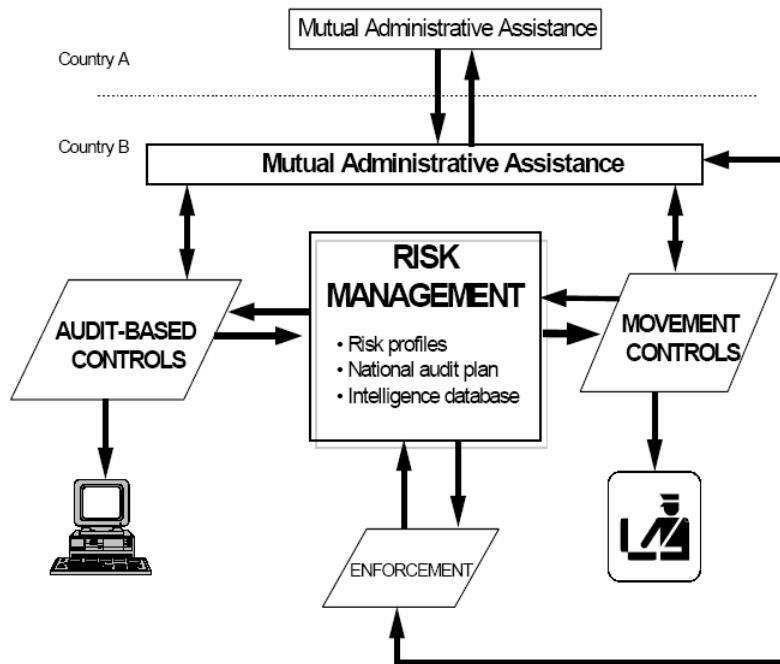 Mutual Administrative Assistance
Country A
Country B
Mutual Administrative Assistance
RISK
MANAGEMENT
• Risk profiles
• National audit plan
• Intelligence database
AUDIT-BASED
CONTROLS
MOVEMENT
CONTROLS
ENFORCEMENT